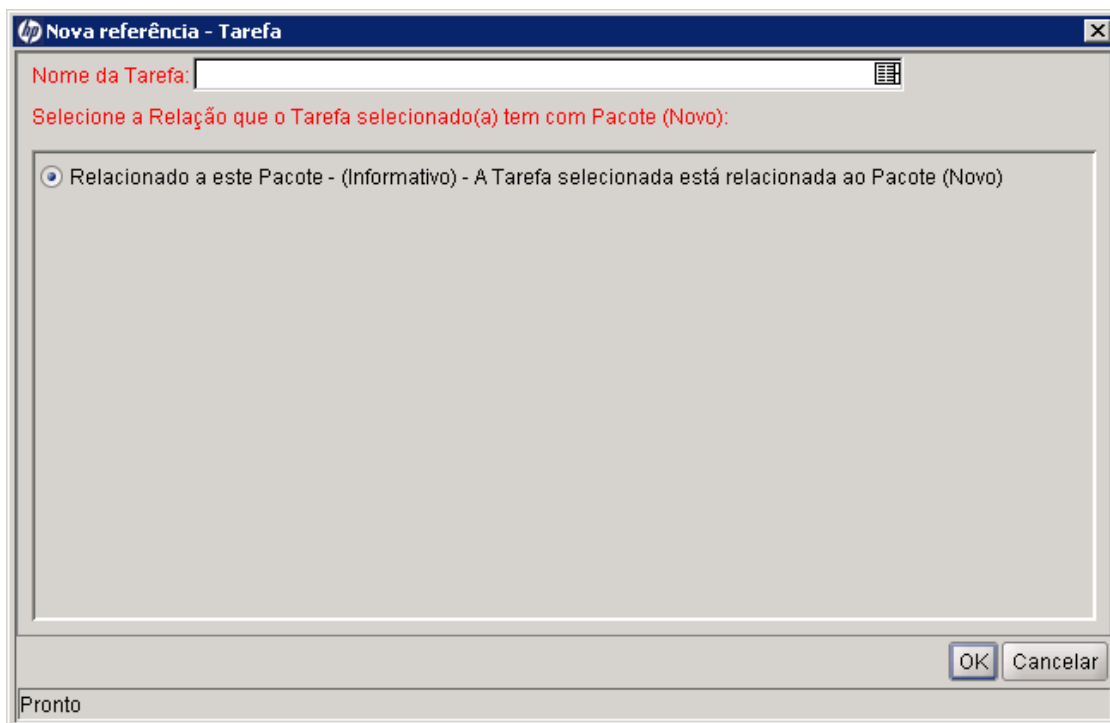 hp Nova referência - Tarefa
Nome da Tarefa:
Selecione a Relação que o Tarefa selecionado(a) tem com Pacote (Novo):
Relacionado a este Pacote - (Informativo) - A Tarefa selecionada está relacionada ao Pacote (Novo)
OK Cancelar
Pronto